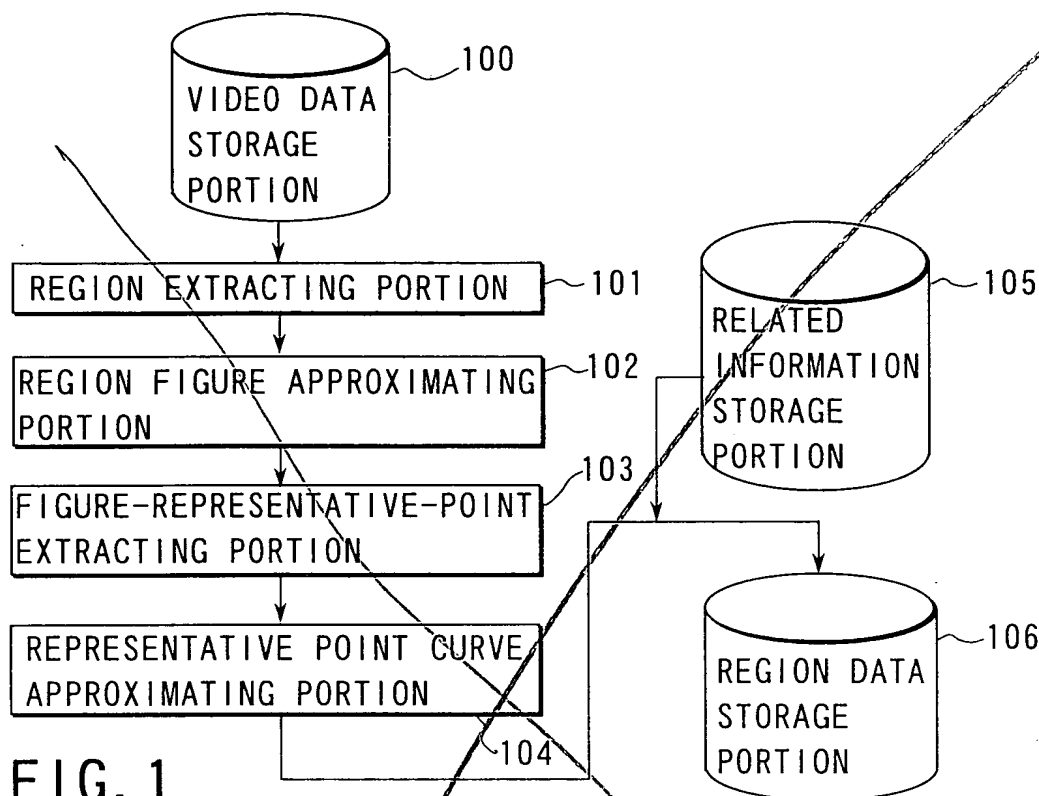 100
VIDEO DATA
STORAGE
PORTION
REGION EXTRACTING PORTION
101
REGION FIGURE APPROXIMATING
PORTION
102
FIGURE-REPRESENTATIVE-POINT
EXTRACTING PORTION
103
REPRESENTATIVE POINT CURVE
APPROXIMATING PORTION
104
105
RELATED
INFORMATION
STORAGE
PORTION
106
REGION DATA
STORAGE
PORTION
FIG. 1